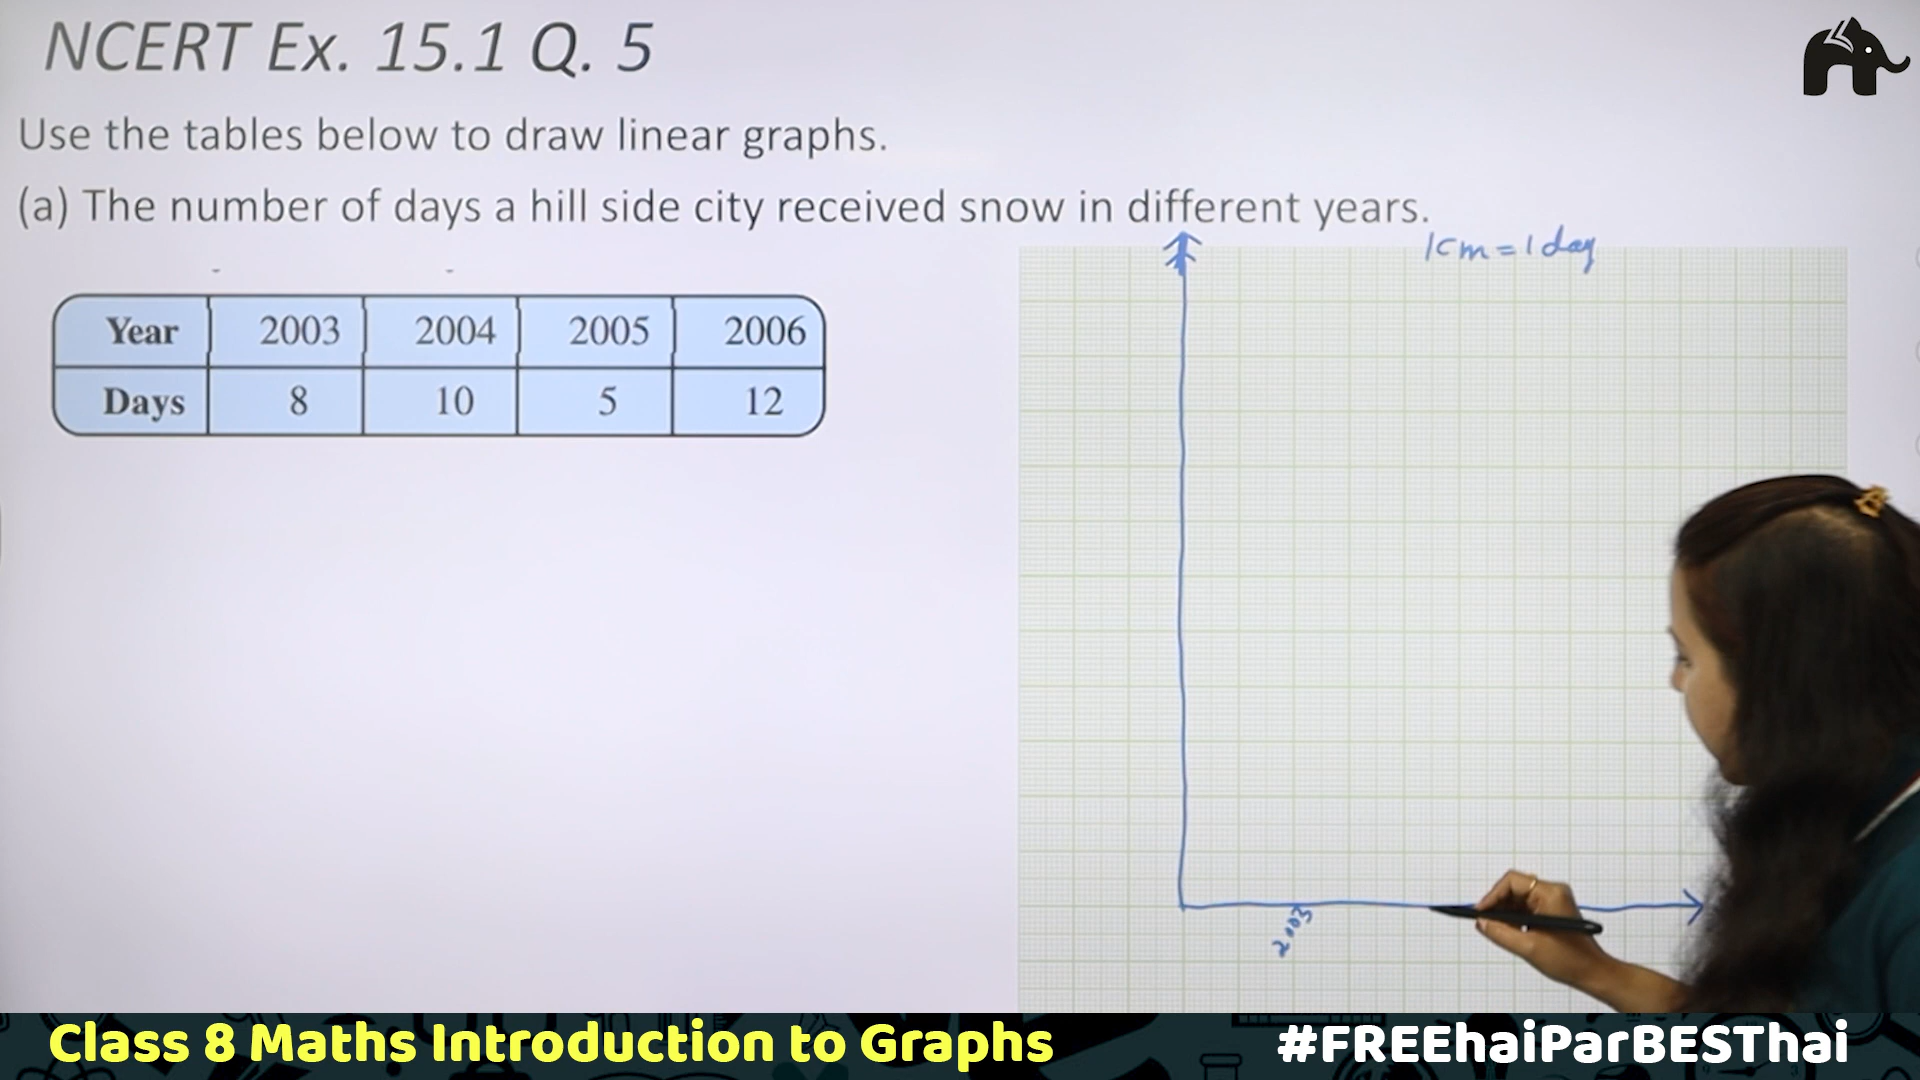 NCERT Ex. 15.1 Q. 5
Use the tables below to draw linear graphs.
(a) The number of days a hill side city received snow in different years.
1cm = 1 day
Year 2003 2004 2005 2006
Days 8 10 5 12
2003
Class 8 Maths Introduction to Graphs #FREEhaiParBESThai